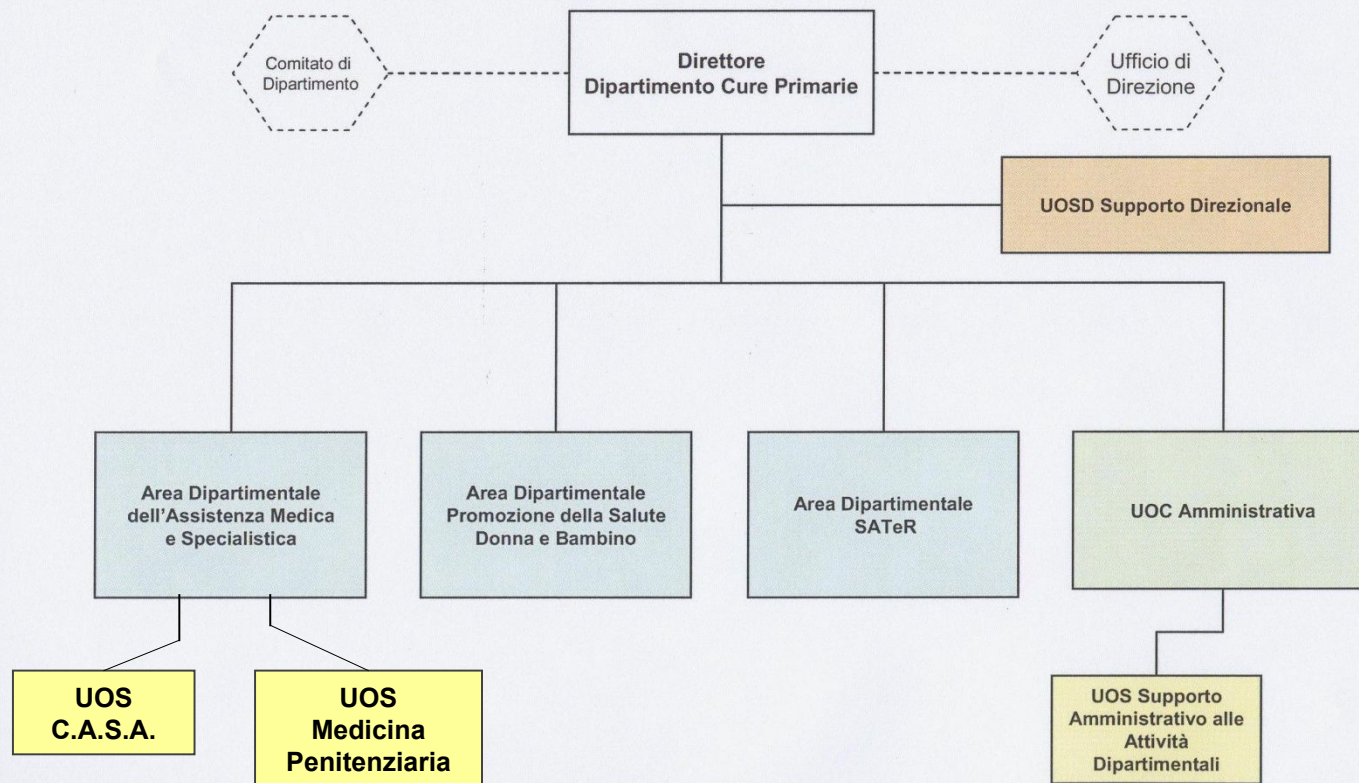 Comitato di
Dipartimento
Direttore
Dipartimento Cure Primarie
Ufficio di
Direzione
UOSD Supporto Direzionale
Area Dipartimentale
dell’Assistenza Medica
e Specialistica
Area Dipartimentale
Promozione della Salute
Donna e Bambino
Area Dipartimentale
SATeR
UOC Amministrativa
UOS
C.A.S.A.
UOS
Medicina
Penitenziaria
UOS Supporto
Amministrativo alle
Attività
Dipartimentali